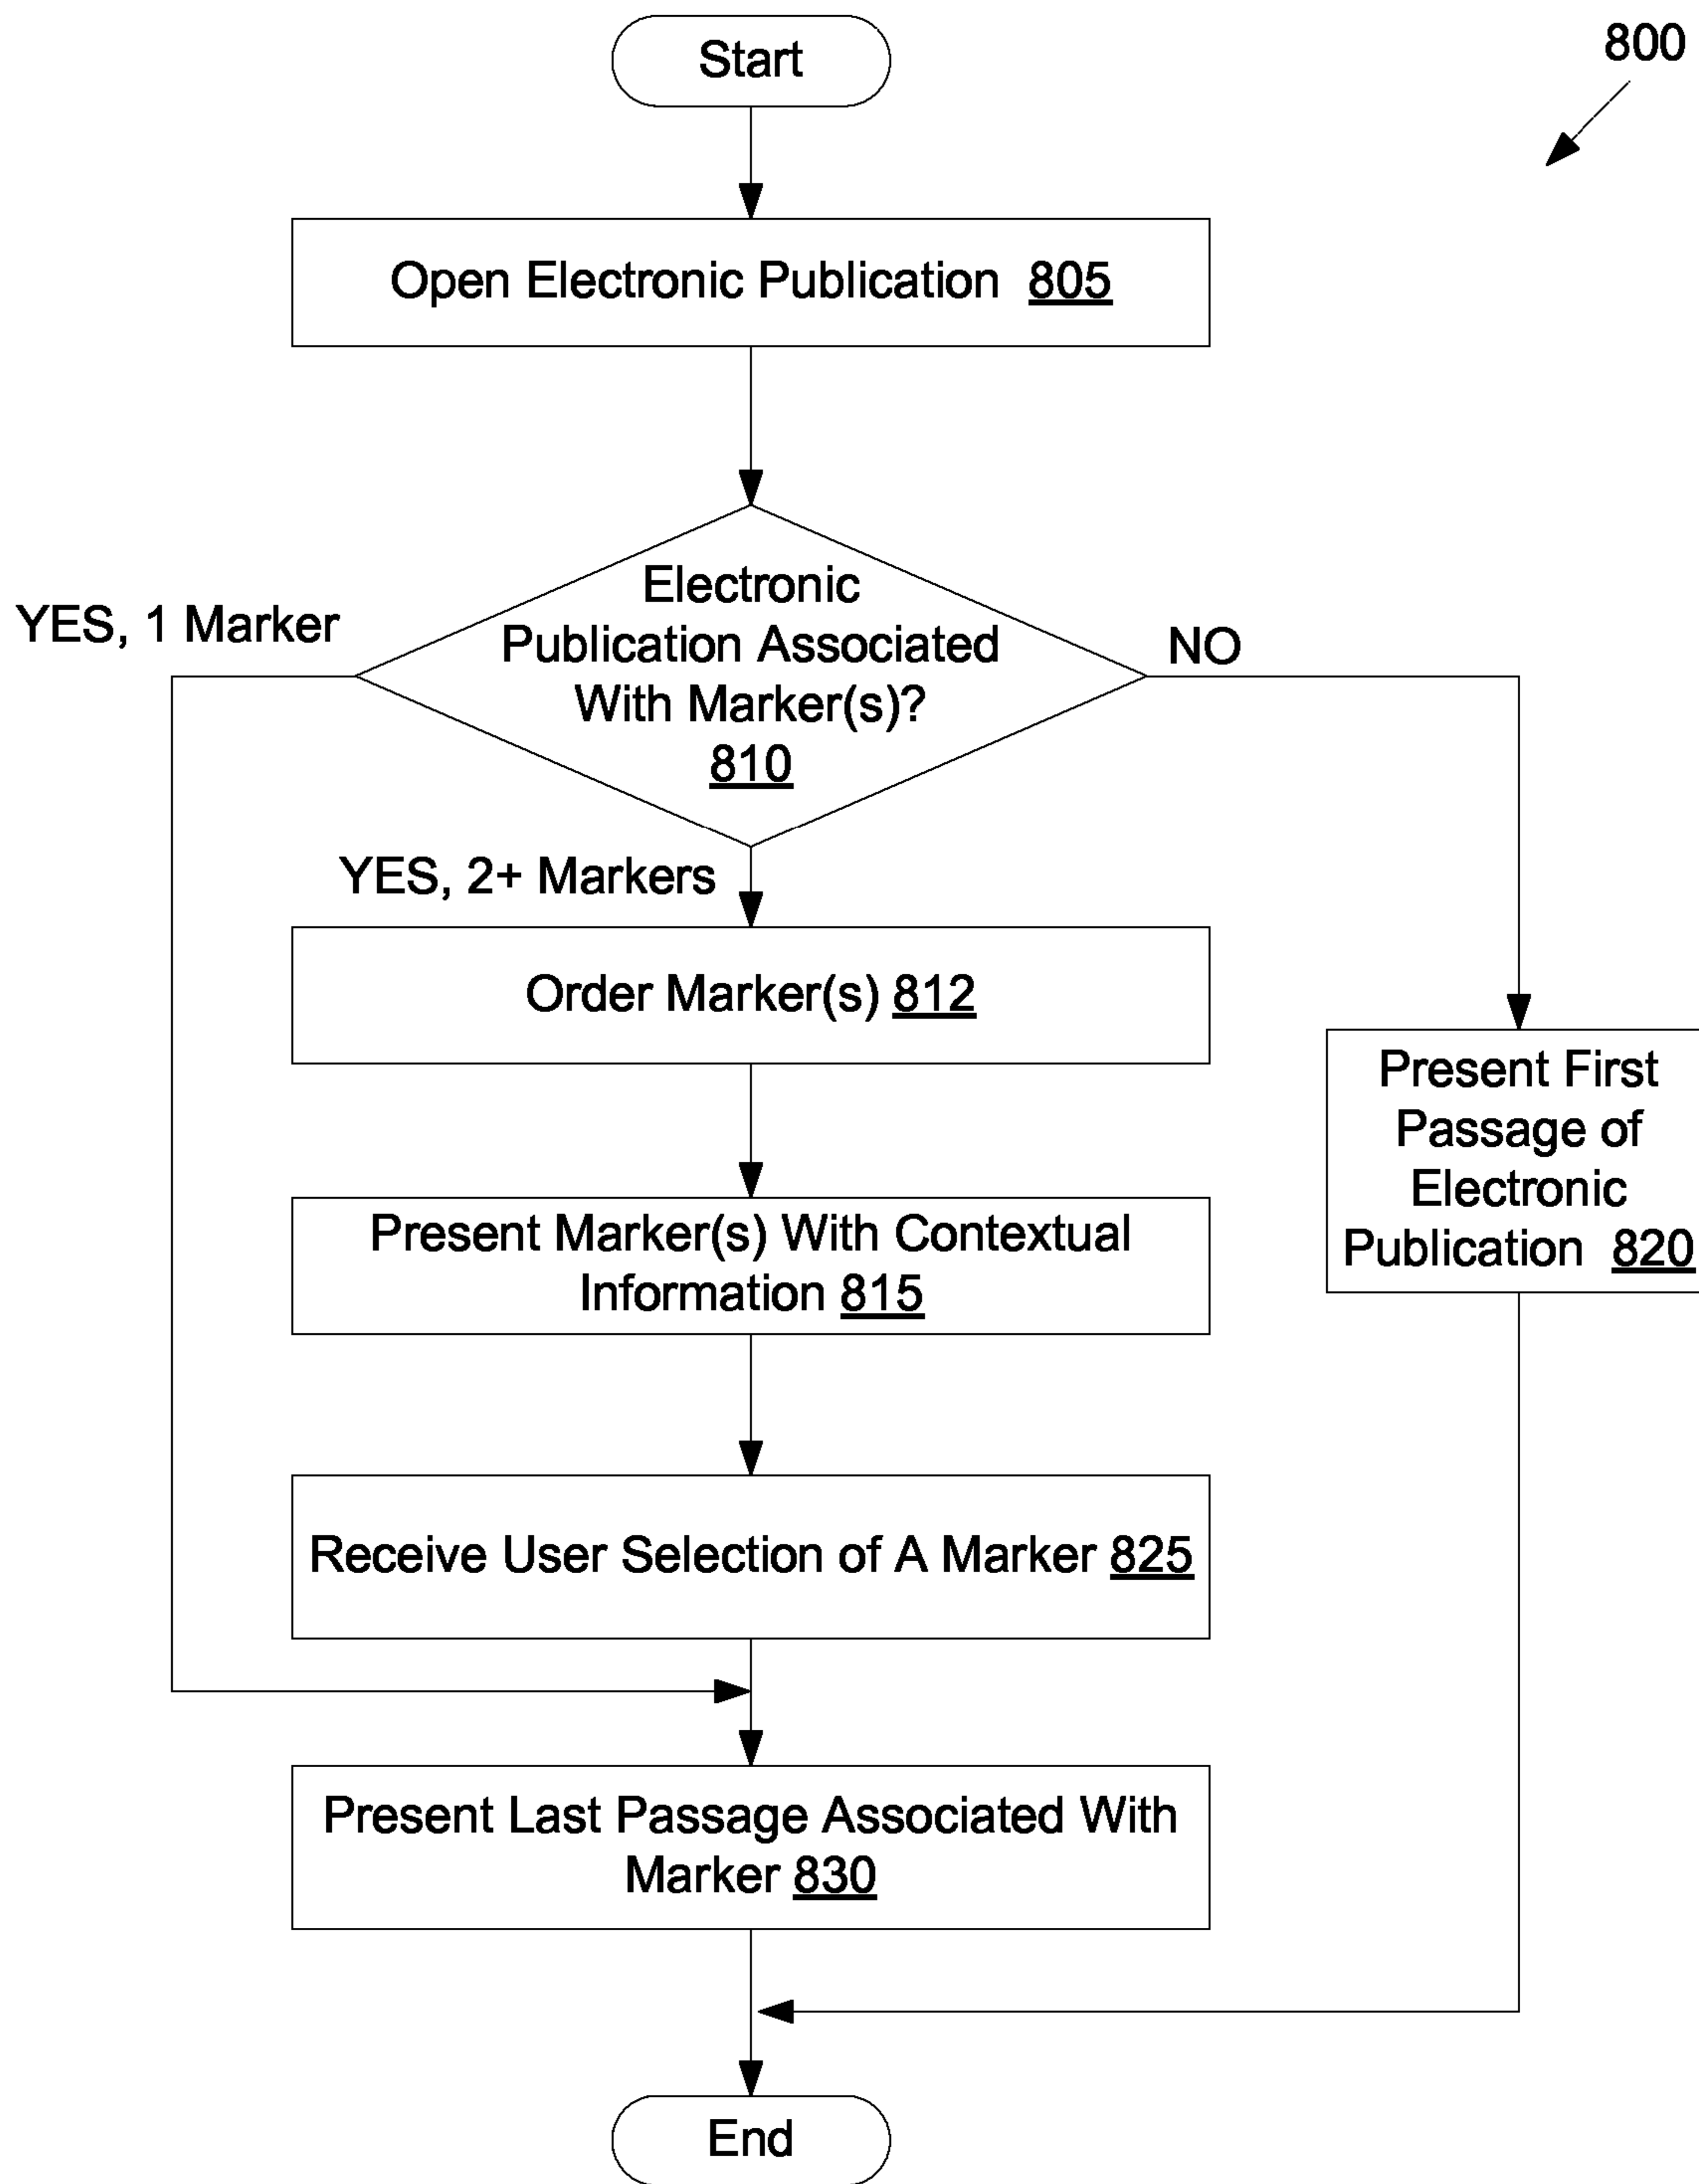 800
Start
Open Electronic Publication 805
Electronic
Publication Associated
With Marker(s)?
810
YES, 1 Marker
NO
YES, 2+ Markers
Order Marker(s) 812
Present First
Passage of
Electronic
Publication 820
Present Marker(s) With Contextual
Information 815
Receive User Selection of A Marker 825
Present Last Passage Associated With
Marker 830
End